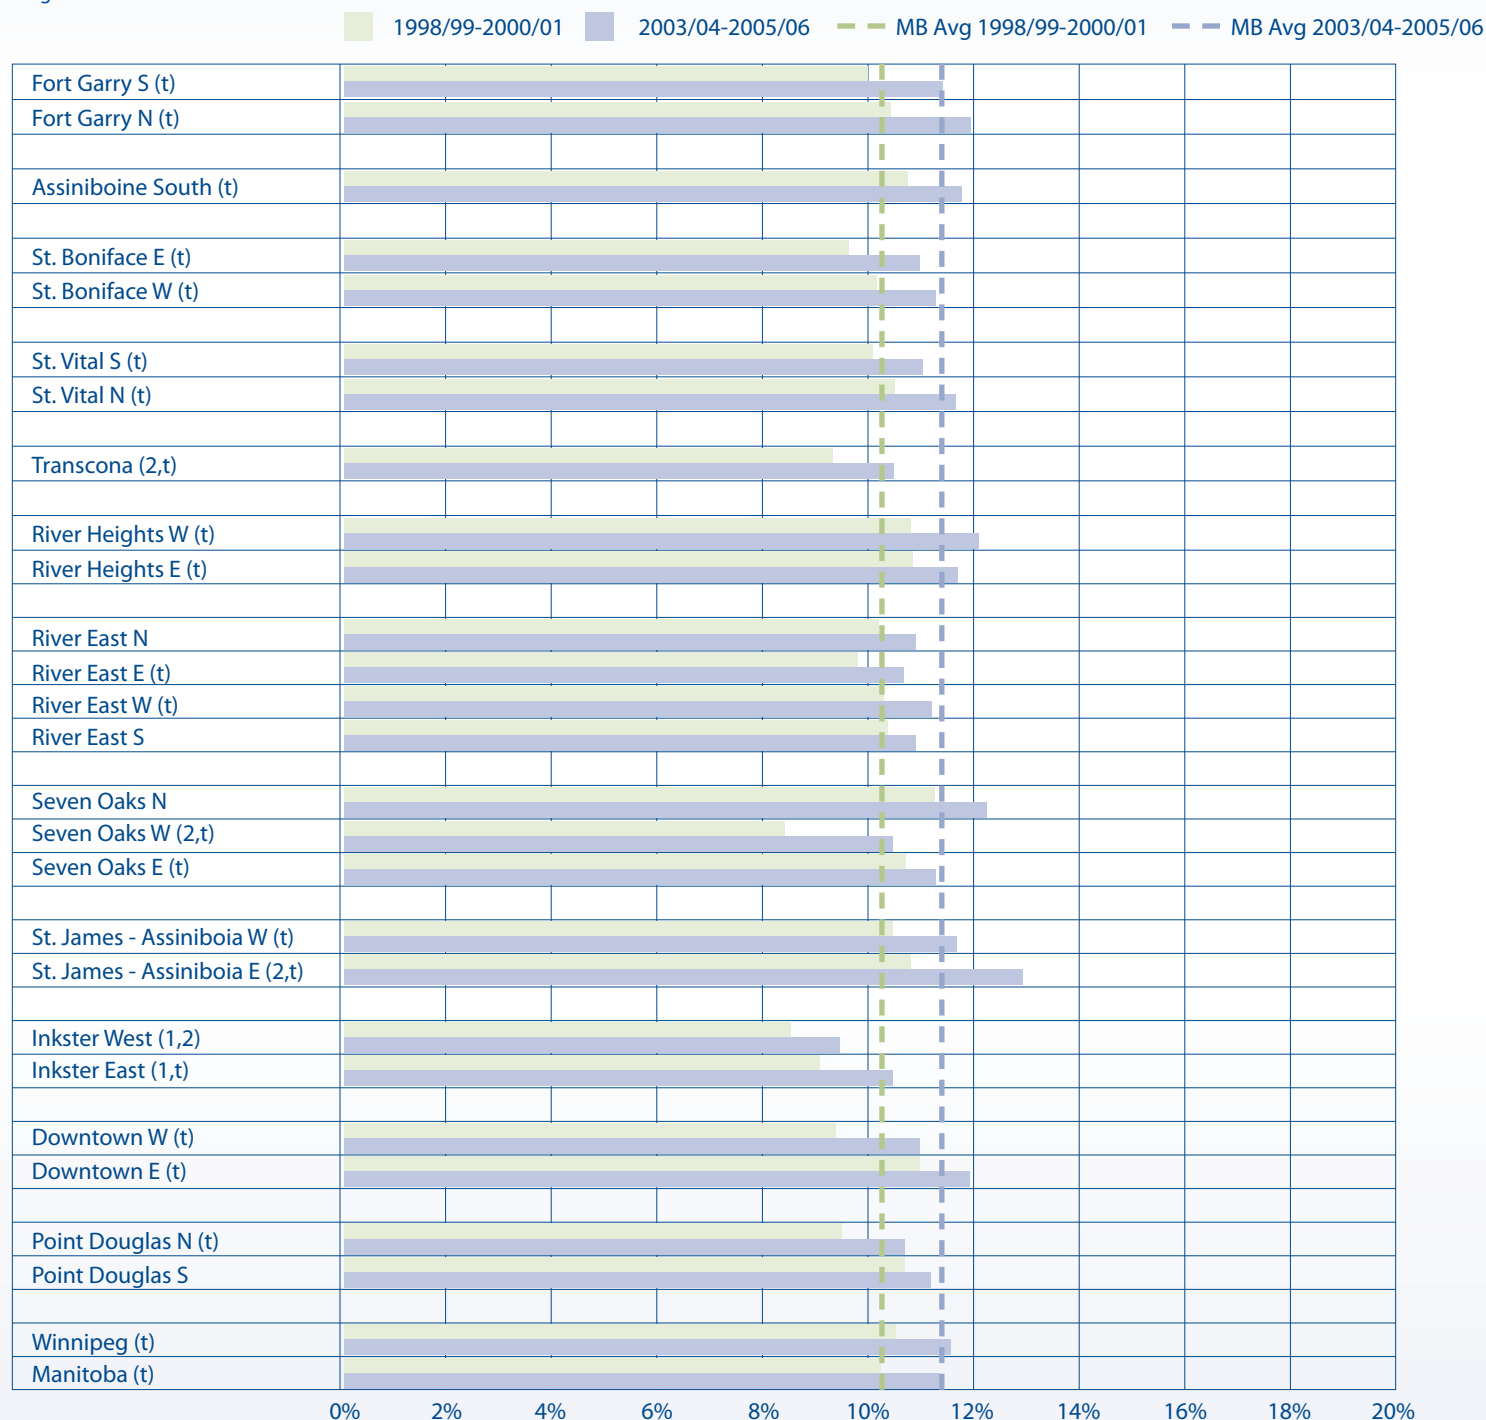 1998/99-2000/01 2003/04-2005/06 MB Avg 1998/99-2000/01 MB Avg 2003/04-2005/06
Fort Garry S (t)
Fort Garry N (t)
Assiniboine South (t)
St. Boniface E (t)
St. Boniface W (t)
St. Vital S (t)
St. Vital N (t)
Transcona (2,t)
River Heights W (t)
River Heights E (t)
River East N
River East E (t)
River East W (t)
River East S
Seven Oaks N
Seven Oaks W (2,t)
Seven Oaks E (t)
St. James - Assiniboia W (t)
St. James - Assiniboia E (2,t)
Inkster West (1,2)
Inkster East (1,t)
Downtown W (t)
Downtown E (t)
Point Douglas N (t)
Point Douglas S
Winnipeg (t)
Manitoba (t)
0% 2% 4% 6% 8% 10% 12% 14% 16% 18% 20%